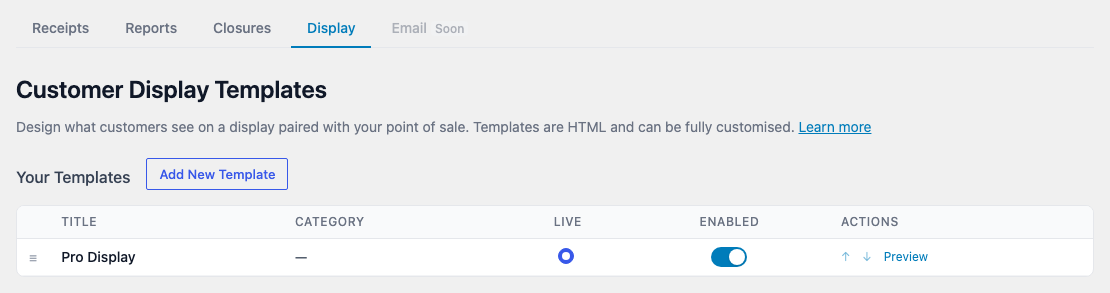 Receipts Reports Closures Display Email Soon
Customer Display Templates
Design what customers see on a display paired with your point of sale. Templates are HTML and can be fully customised. Learn more
Your Templates Add New Template
TITLE CATEGORY LIVE ENABLED ACTIONS
≡ Pro Display — ↑ ↓ Preview